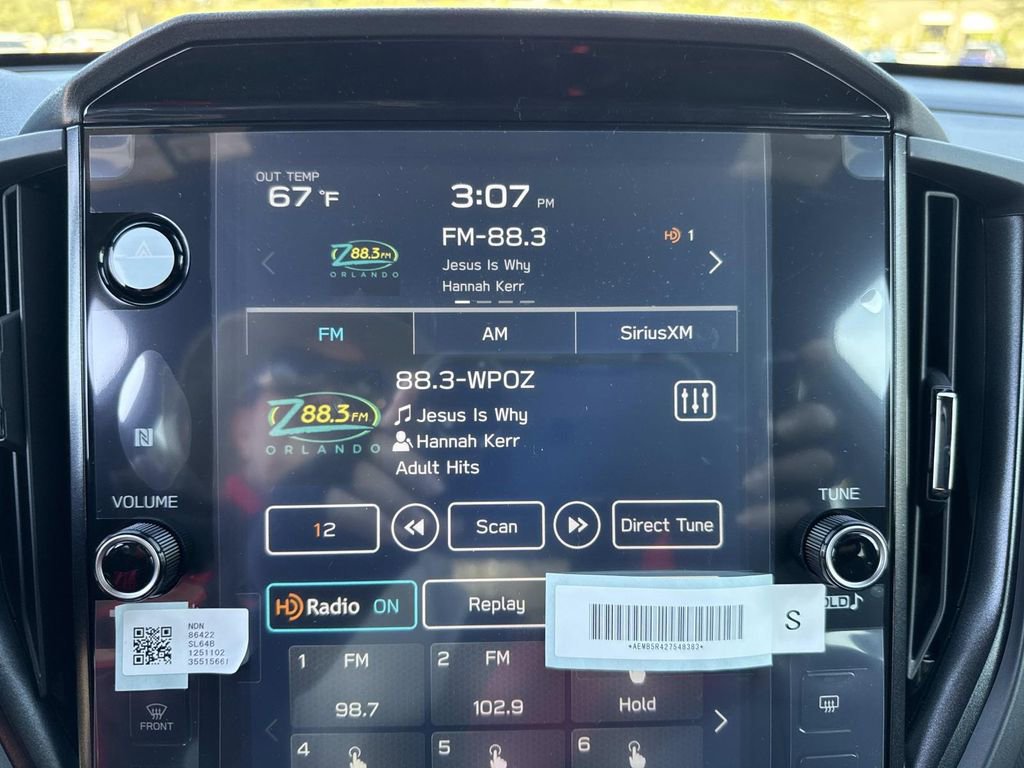 OUT TEMP
67 °F
3:07 PM
FM-88.3
HD 1
Z88.3FM
ORLANDO
Jesus Is Why
Hannah Kerr
FM
AM
SiriusXM
88.3-WPOZ
Z88.3FM
ORLANDO
Jesus Is Why
Hannah Kerr
Adult Hits
VOLUME
TUNE
12
Scan
Direct Tune
HD Radio ON
Replay
OLD
S
NDN
86422
SL64B
1251102
35515661
1 FM
98.7
2 FM
102.9
Hold
FRONT
4
5
6